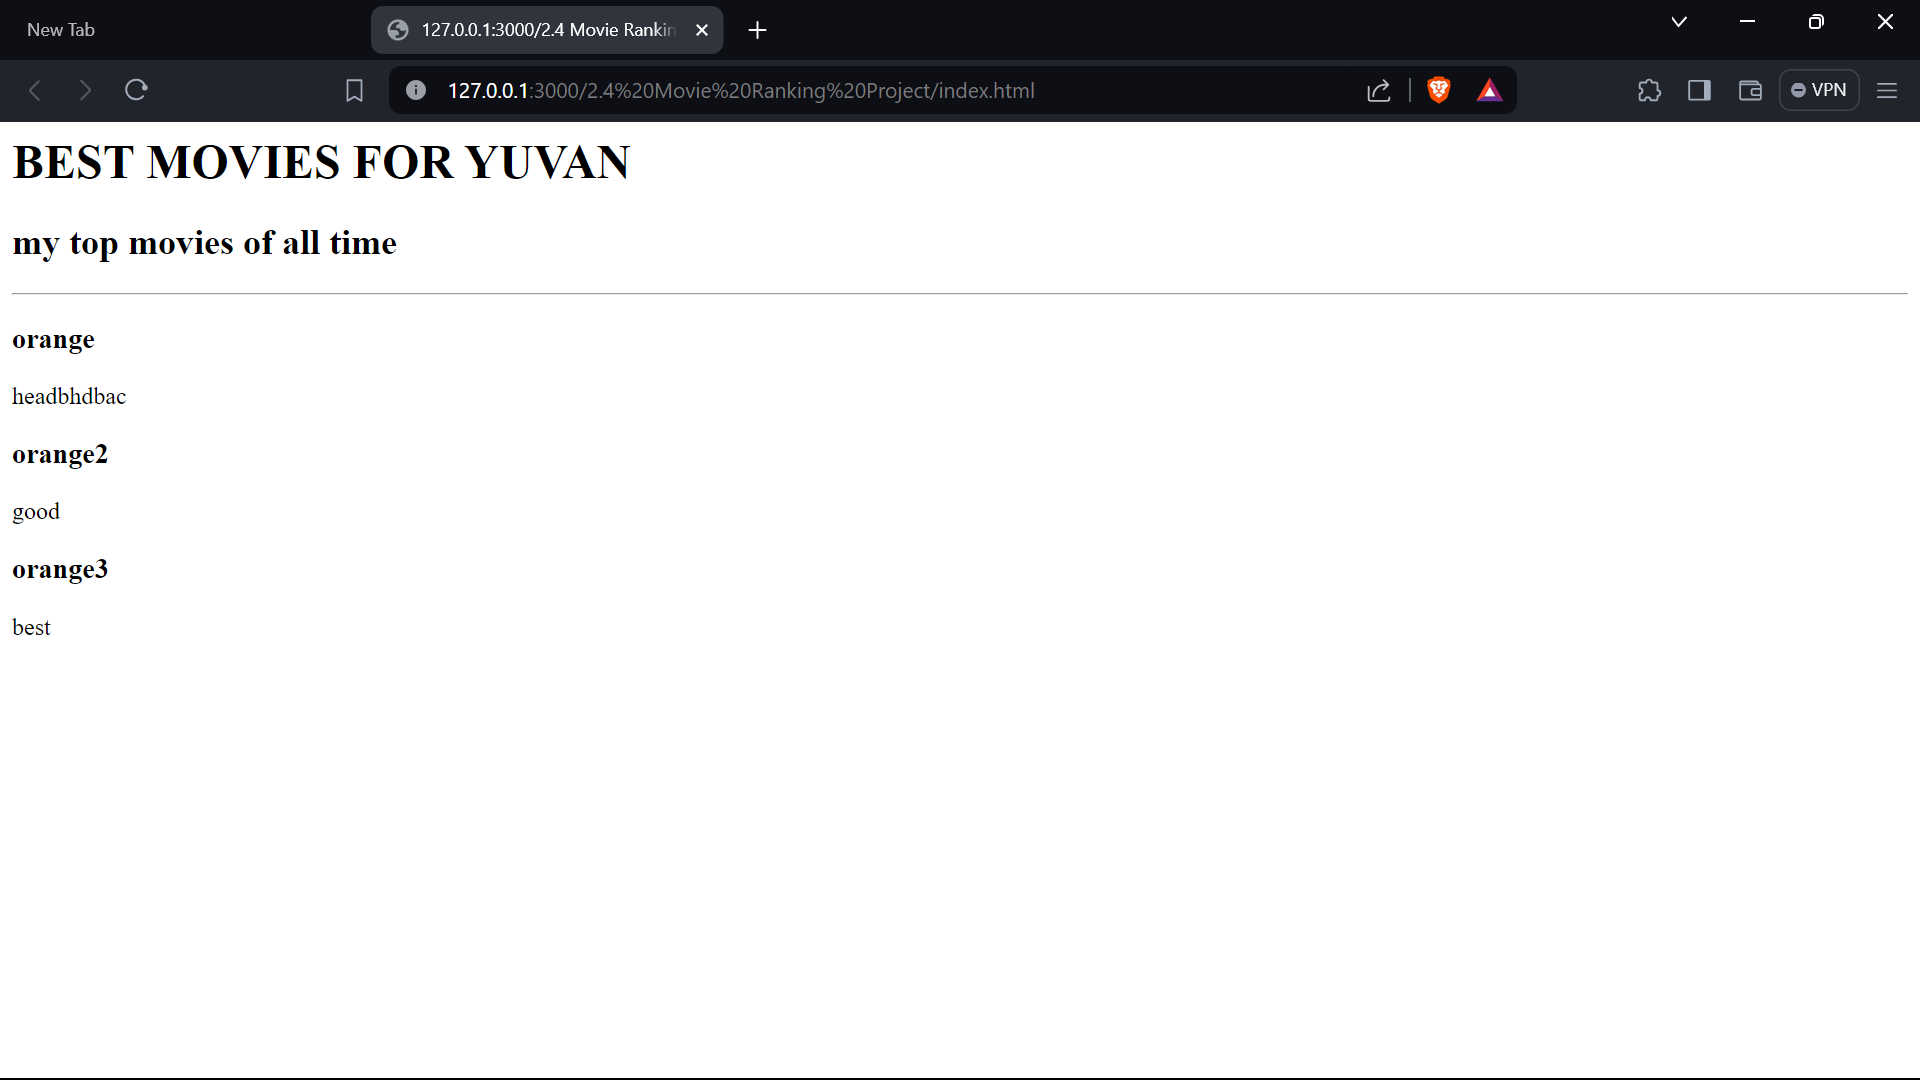 New Tab
127.0.0.1:3000/2.4 Movie Rankin
127.0.0.1:3000/2.4%20Movie%20Ranking%20Project/index.html
VPN
BEST MOVIES FOR YUVAN
my top movies of all time
orange
headbhdbac
orange2
good
orange3
best